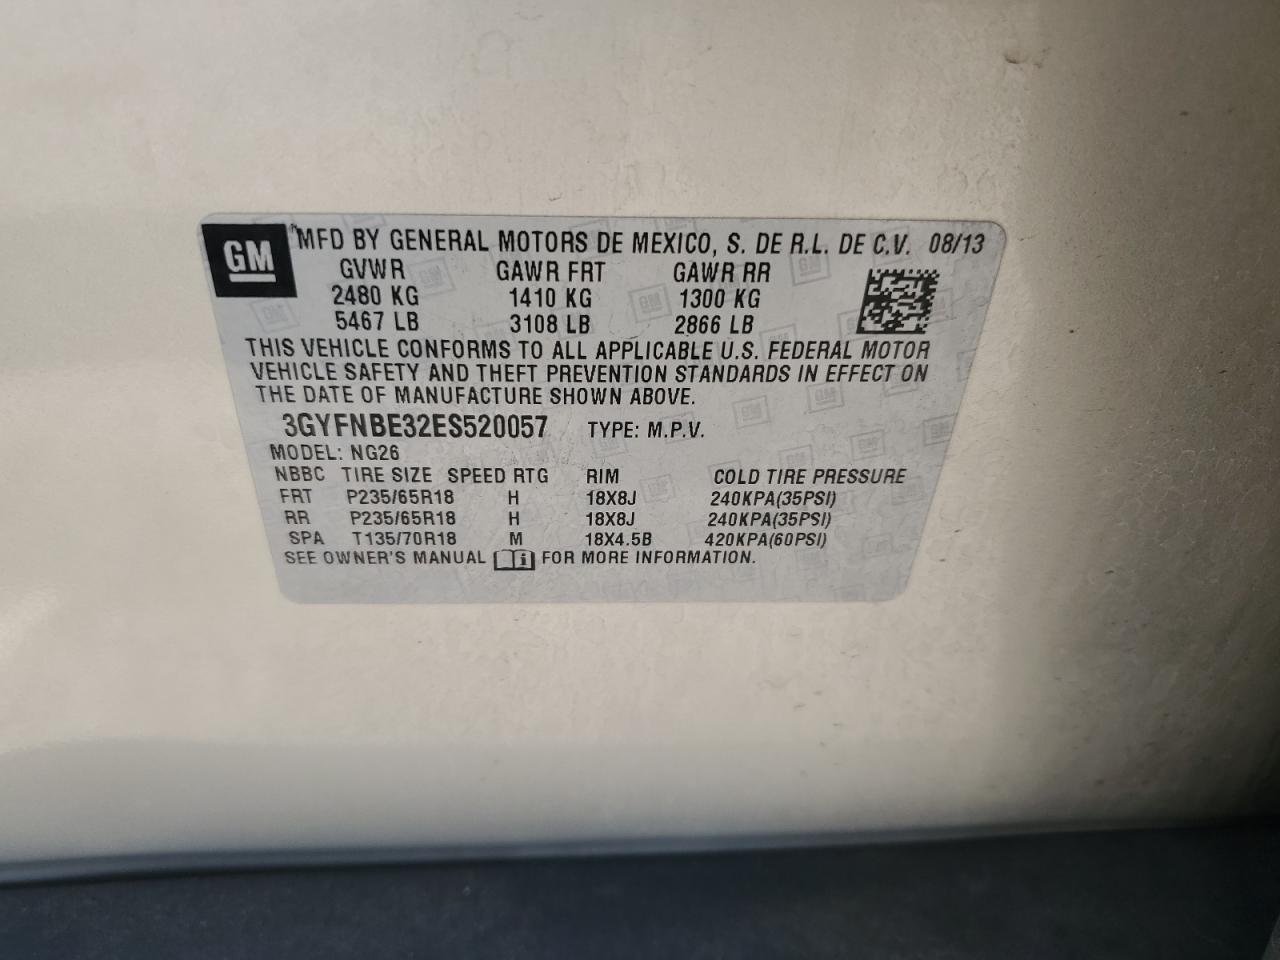 GM MFD BY GENERAL MOTORS DE MEXICO, S. DE R.L. DE C.V. 08/13
GVWR GAWR FRT GAWR RR
2480 KG 1410 KG 1300 KG
5467 LB 3108 LB 2866 LB
THIS VEHICLE CONFORMS TO ALL APPLICABLE U.S. FEDERAL MOTOR
VEHICLE SAFETY AND THEFT PREVENTION STANDARDS IN EFFECT ON
THE DATE OF MANUFACTURE SHOWN ABOVE.
3GYFNBE32ES520057 TYPE: M.P.V.
MODEL: NG26
NBBC TIRE SIZE SPEED RTG RIM COLD TIRE PRESSURE
FRT P235/65R18 H 18X8J 240KPA(35PSI)
RR P235/65R18 H 18X8J 240KPA(35PSI)
SPA T135/70R18 M 18X4.5B 420KPA(60PSI)
SEE OWNER'S MANUAL i FOR MORE INFORMATION.